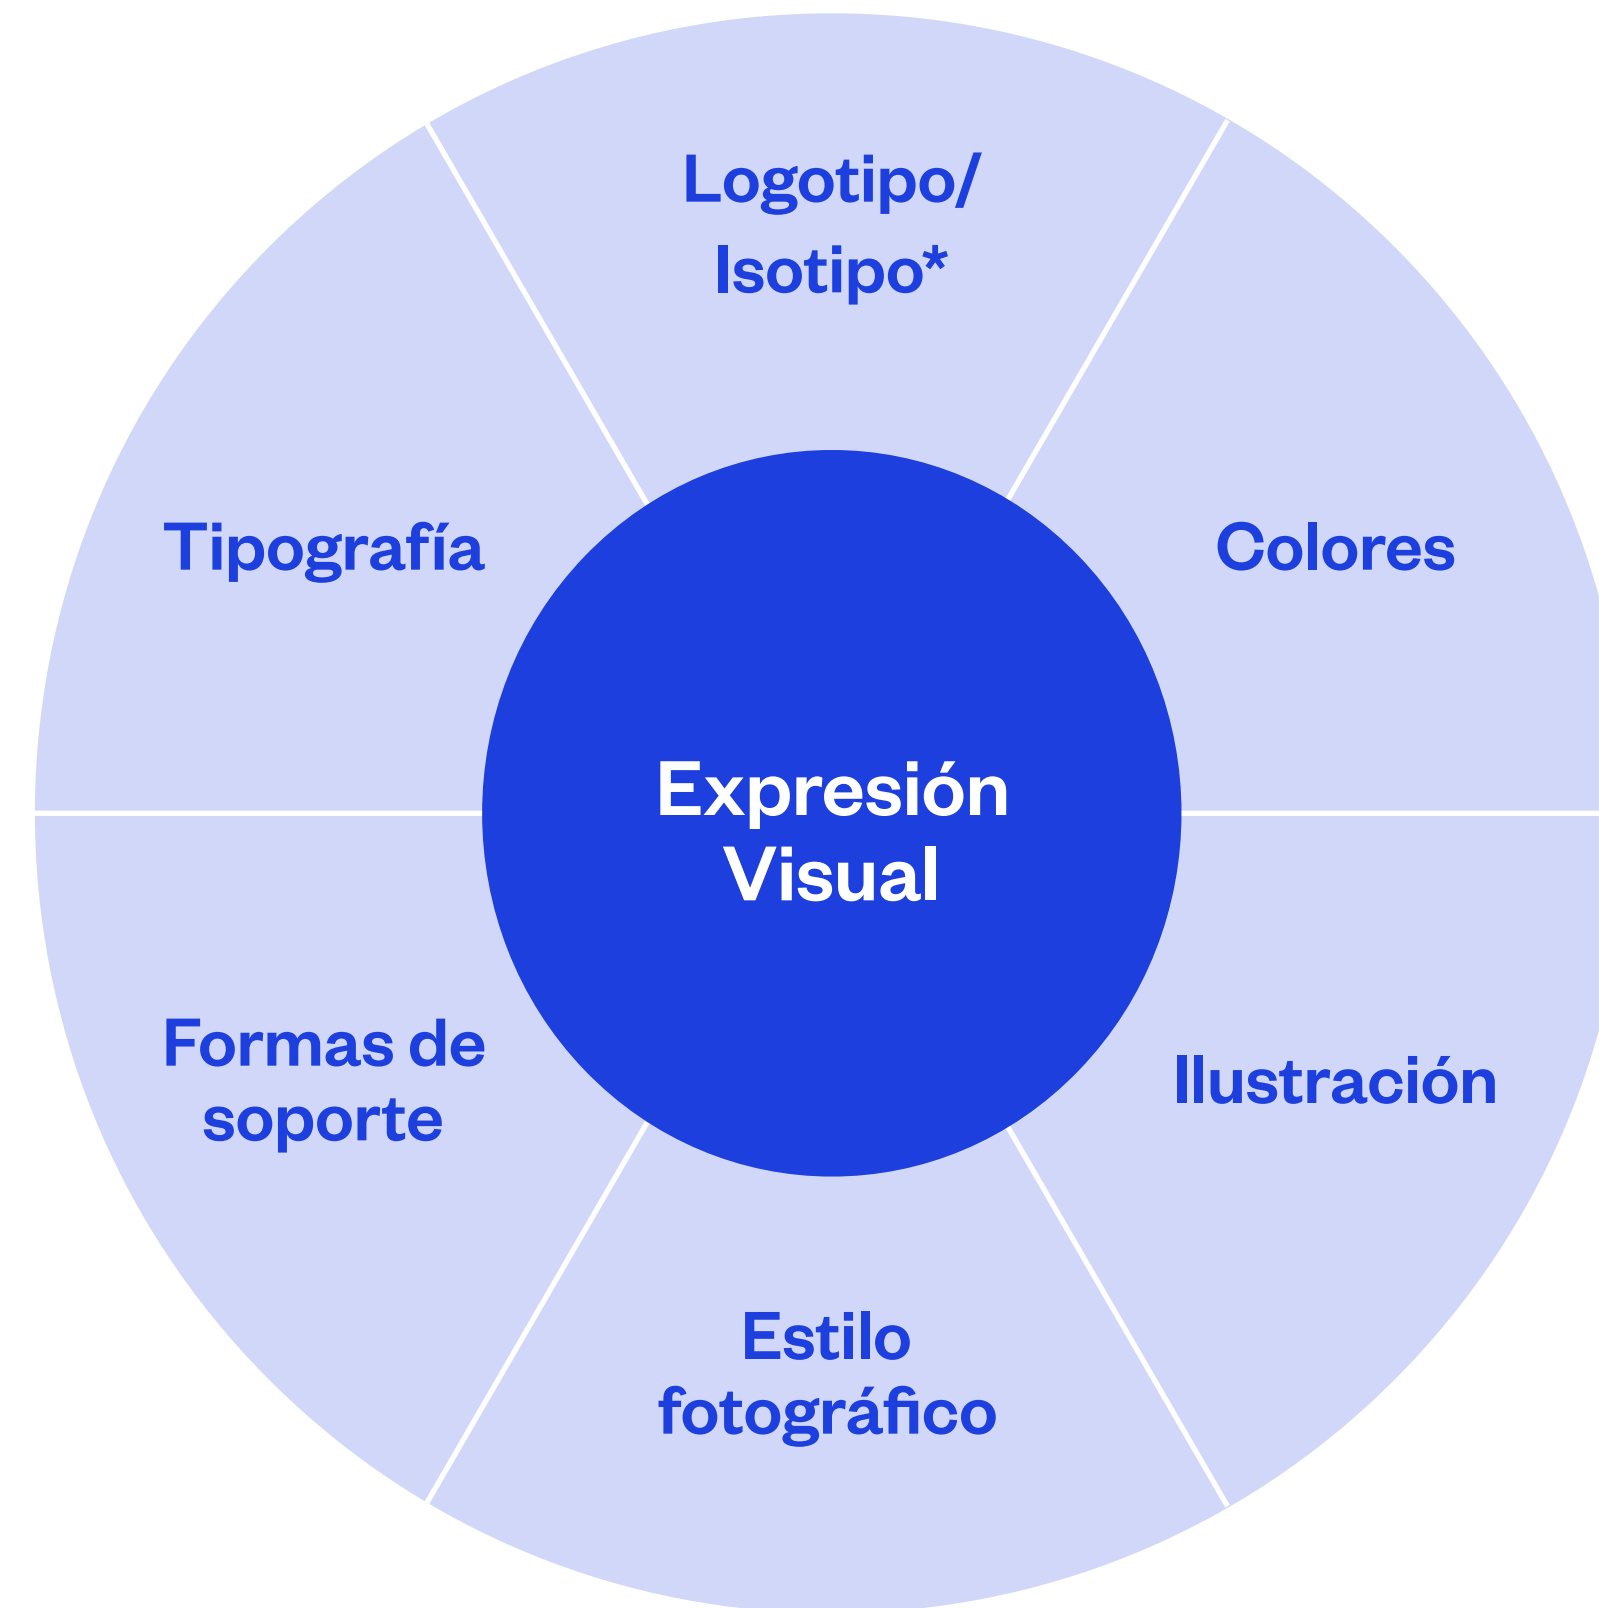 Logotipo/
Isotipo*
Tipografía
Colores
Expresión
Visual
Formas de
soporte
Ilustración
Estilo
fotográfico